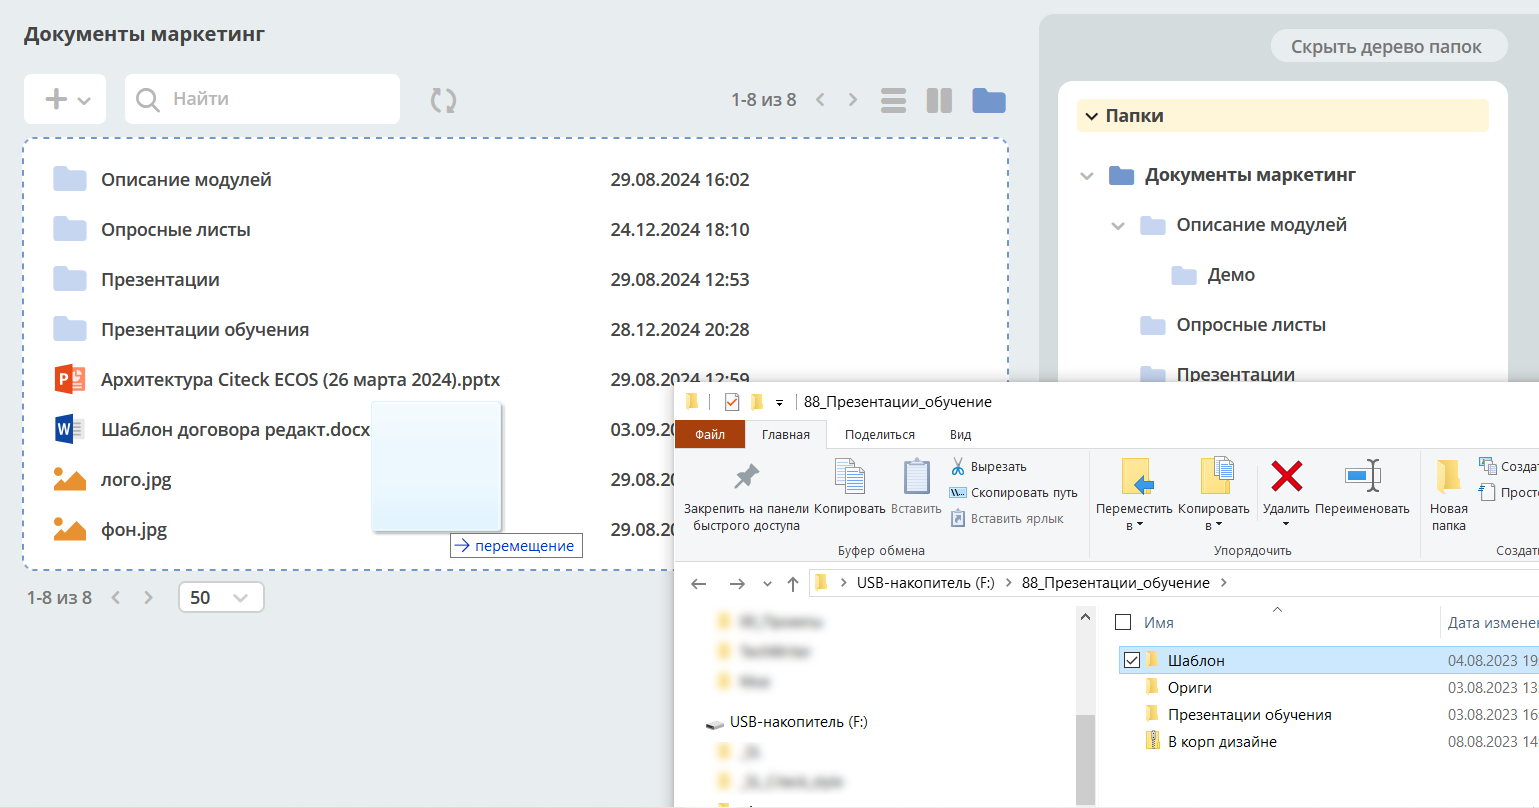 Документы маркетинг
Скрыть дерево папок
Найти
1-8 из 8
Папки
Документы маркетинг
Описание модулей
Демо
Опросные листы
Презентации
Описание модулей 29.08.2024 16:02
Опросные листы 24.12.2024 18:10
Презентации 29.08.2024 12:53
Презентации обучения 28.12.2024 20:28
Архитектура Citeck ECOS (26 марта 2024).pptx 29.08.2024 12:59
Шаблон договора редакт.docx 03.09.20
лого.jpg 29.08.20
фон.jpg 29.08.20
перемещение
1-8 из 8
50
88_Презентации_обучение
Файл Главная Поделиться Вид
Закрепить на панели быстрого доступа
Копировать
Вставить
Вырезать
Скопировать путь
Вставить ярлык
Буфер обмена
Переместить в
Копировать в
Удалить
Переименовать
Упорядочить
Новая папка
Созда
Прост
Создать
USB-накопитель (F:) 88_Презентации_обучение
USB-накопитель (F:)
Имя Дата изменен
Шаблон 04.08.2023 19
Ориги 03.08.2023 13
Презентации обучения 03.08.2023 16
В корп дизайне 08.08.2023 14